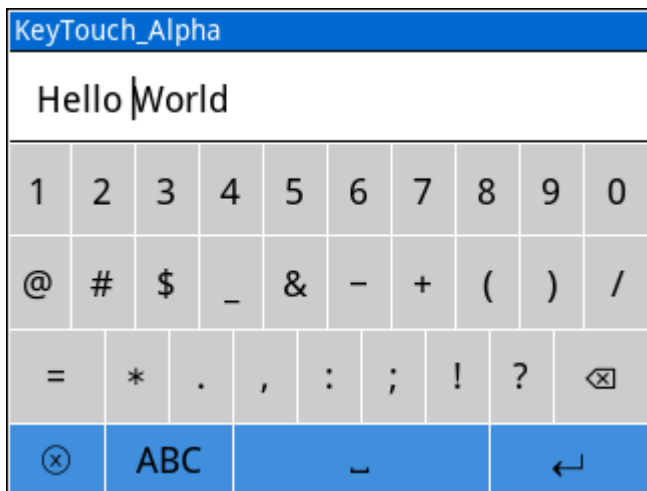 KeyTouch_Alpha
Hello World
1 2 3 4 5 6 7 8 9 0
@ # $ _ & − + ( ) /
= * . , : ; ! ? ⌫
ⓧ ABC ⎵ ↵